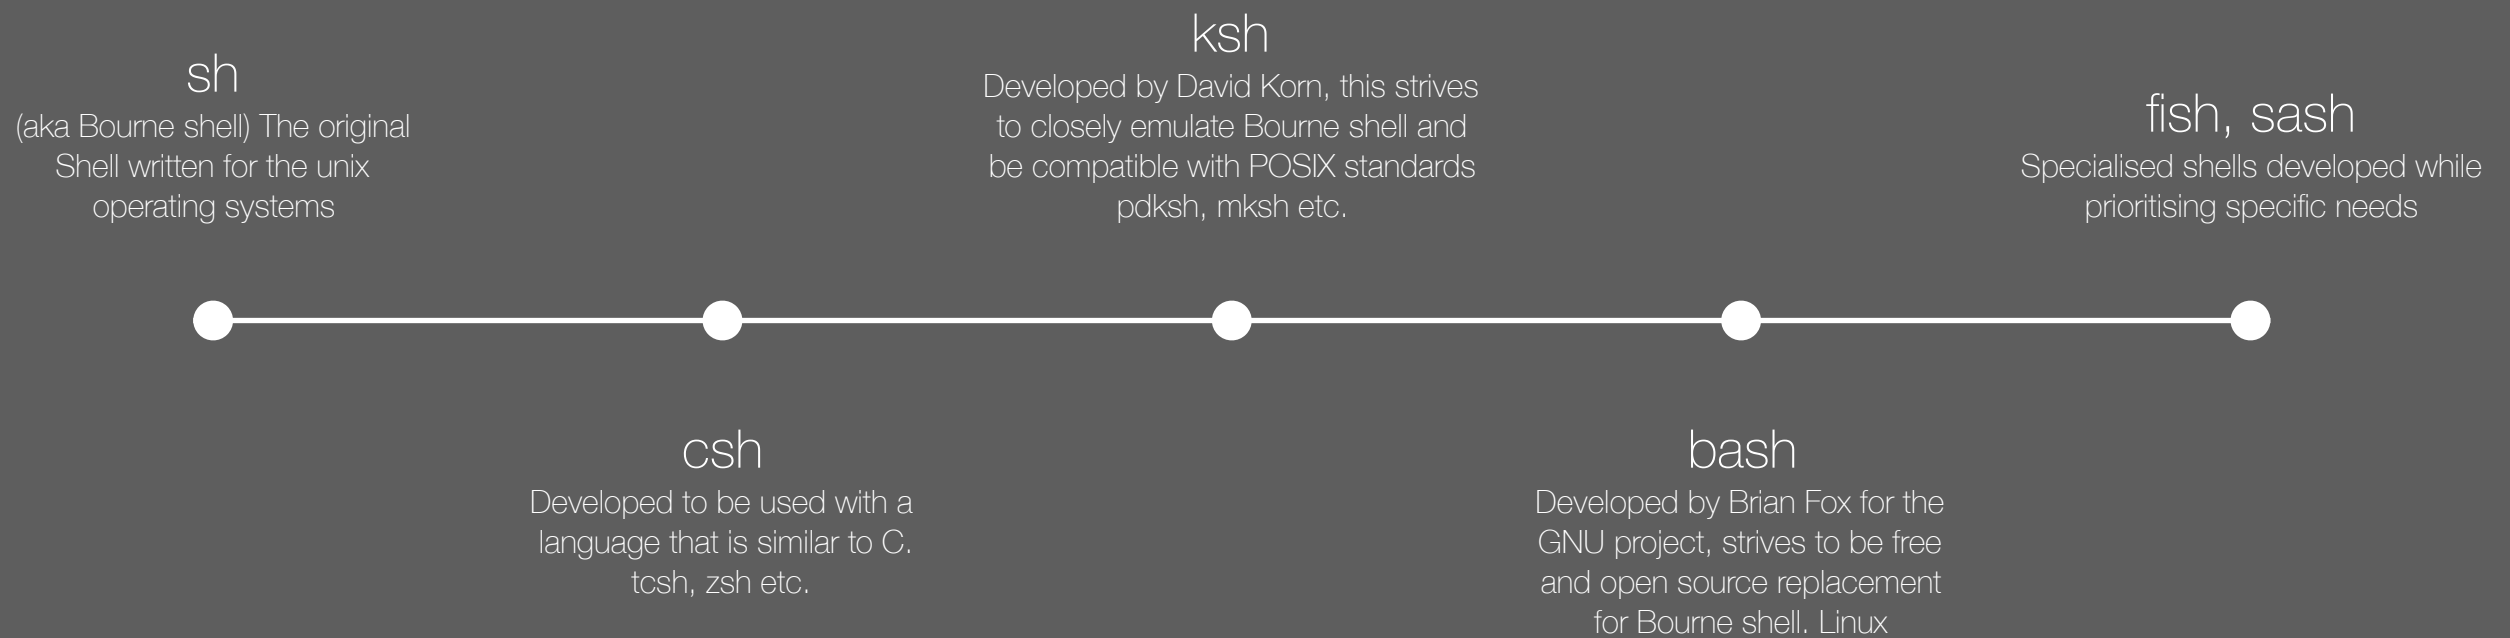 sh
(aka Bourne shell) The original
Shell written for the unix
operating systems
csh
Developed to be used with a
language that is similar to C.
tcsh, zsh etc.
ksh
Developed by David Korn, this strives
to closely emulate Bourne shell and
be compatible with POSIX standards
pdksh, mksh etc.
bash
Developed by Brian Fox for the
GNU project, strives to be free
and open source replacement
for Bourne shell. Linux
fish, sash
Specialised shells developed while
prioritising specific needs